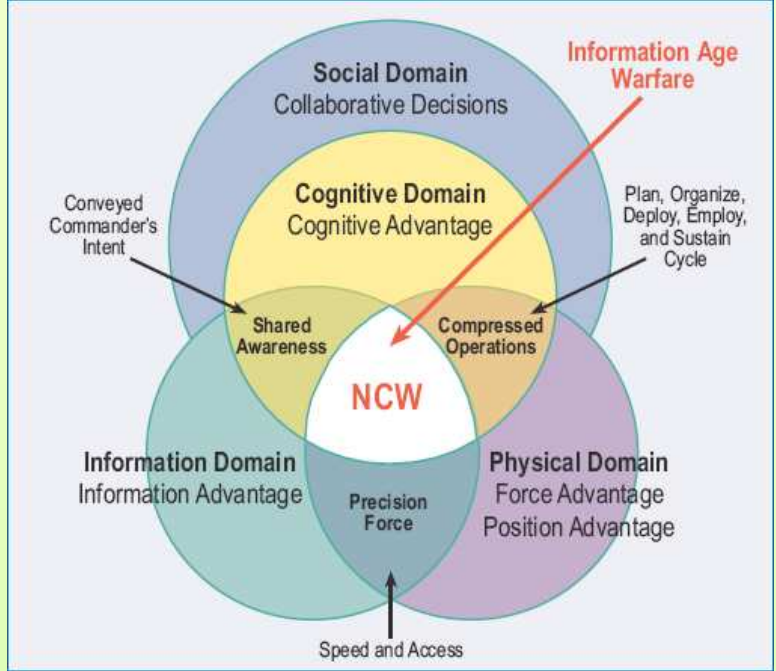 Information Age
Warfare
Social Domain
Collaborative Decisions
Cognitive Domain
Cognitive Advantage
Conveyed
Commander's
Intent
Plan, Organize,
Deploy, Employ,
and Sustain
Cycle
Shared
Awareness
Compressed
Operations
NCW
Information Domain
Information Advantage
Physical Domain
Force Advantage
Position Advantage
Precision
Force
Speed and Access